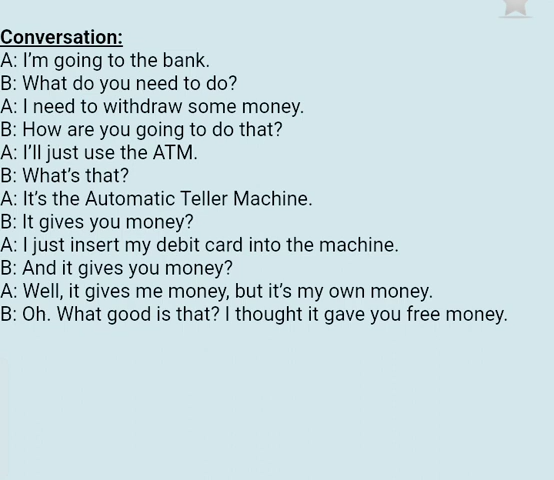 Conversation:
A: I’m going to the bank.
B: What do you need to do?
A: I need to withdraw some money.
B: How are you going to do that?
A: I’ll just use the ATM.
B: What’s that?
A: It’s the Automatic Teller Machine.
B: It gives you money?
A: I just insert my debit card into the machine.
B: And it gives you money?
A: Well, it gives me money, but it’s my own money.
B: Oh. What good is that? I thought it gave you free money.